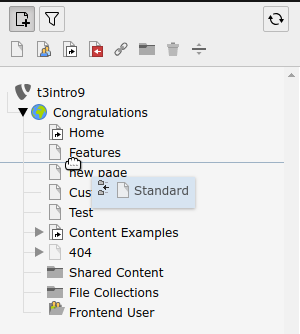 t3intro9
Congratulations
Home
Features
new page
Cus
Standard
Test
Content Examples
404
Shared Content
File Collections
Frontend User